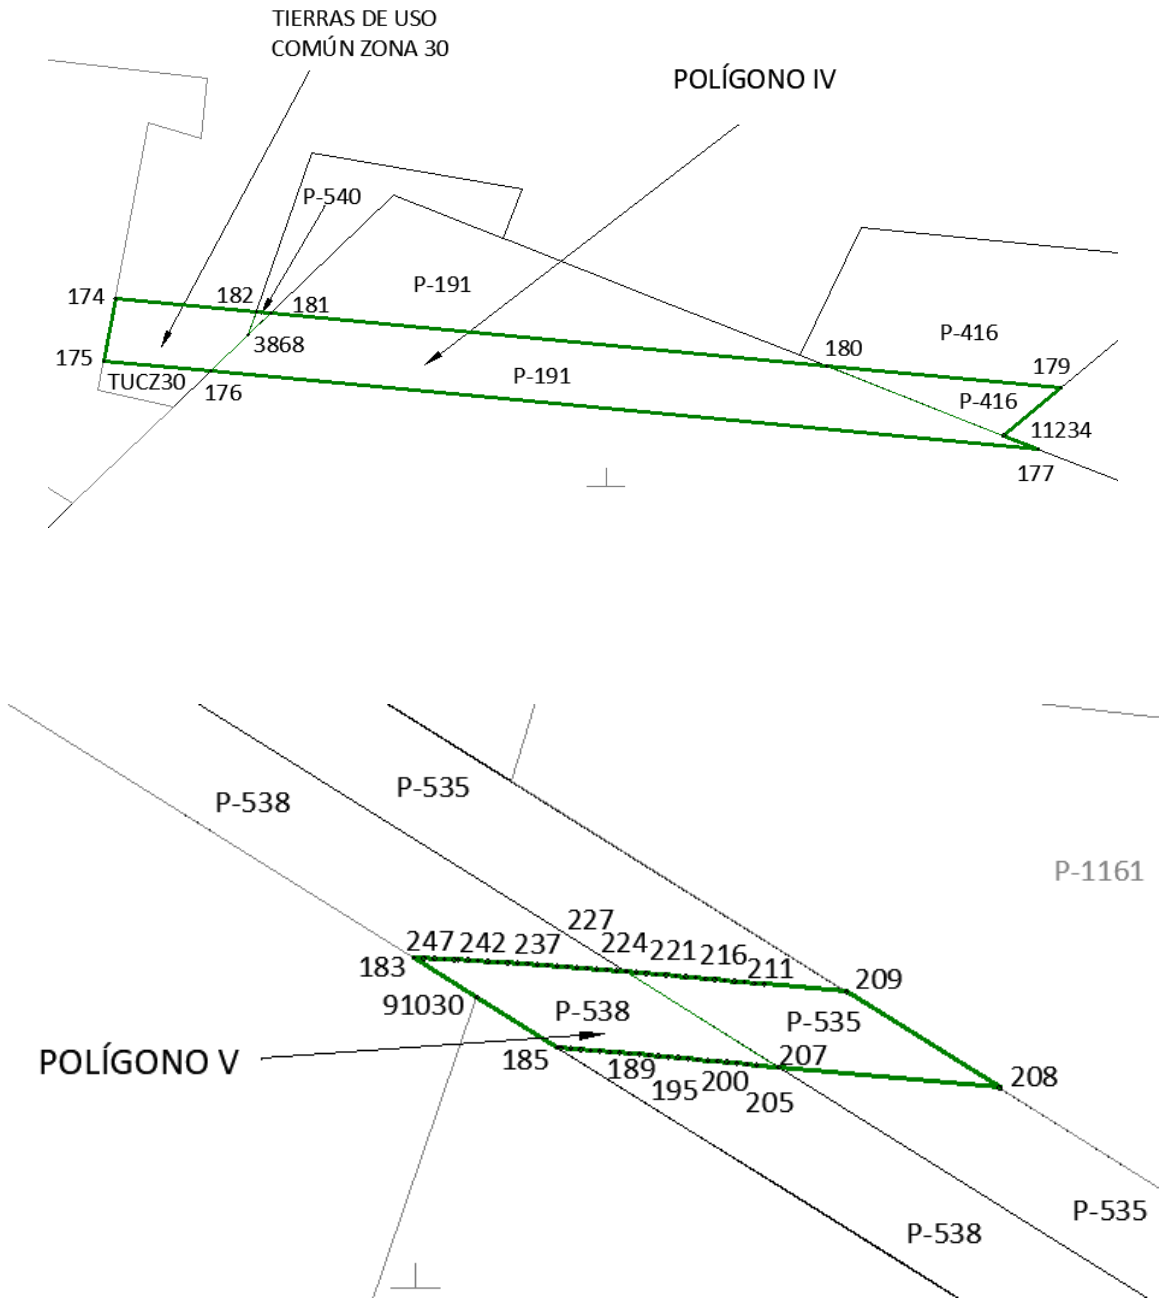 TIERRAS DE USO
COMÚN ZONA 30
POLÍGONO IV
P-540
P-191
174
182
181
3868
180
P-416
179
175
TUCZ30
176
P-191
P-416
11234
177
P-538
P-535
P-1161
227
247 242 237
224 221 216 211
183
209
91030
P-538
P-535
POLÍGONO V
185
189
195
200
205
207
208
P-538
P-535